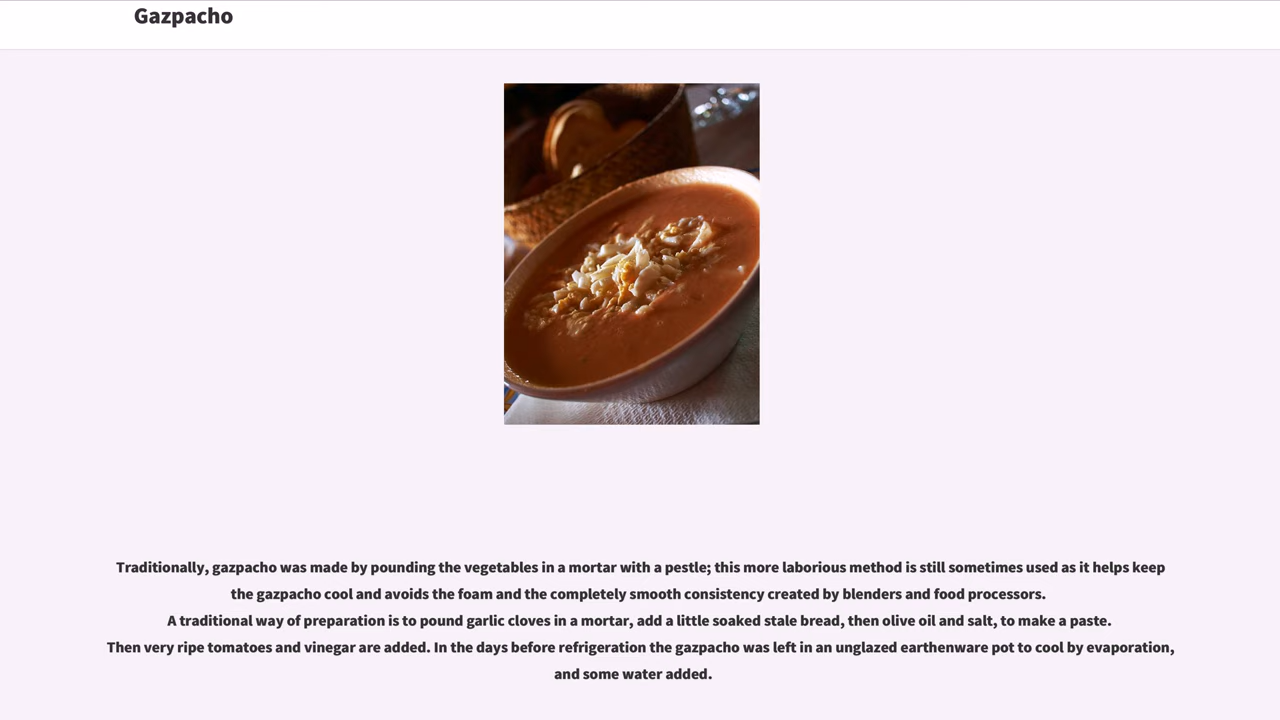 Gazpacho
Traditionally, gazpacho was made by pounding the vegetables in a mortar with a pestle; this more laborious method is still sometimes used as it helps keep
the gazpacho cool and avoids the foam and the completely smooth consistency created by blenders and food processors.
A traditional way of preparation is to pound garlic cloves in a mortar, add a little soaked stale bread, then olive oil and salt, to make a paste.
Then very ripe tomatoes and vinegar are added. In the days before refrigeration the gazpacho was left in an unglazed earthenware pot to cool by evaporation,
and some water added.